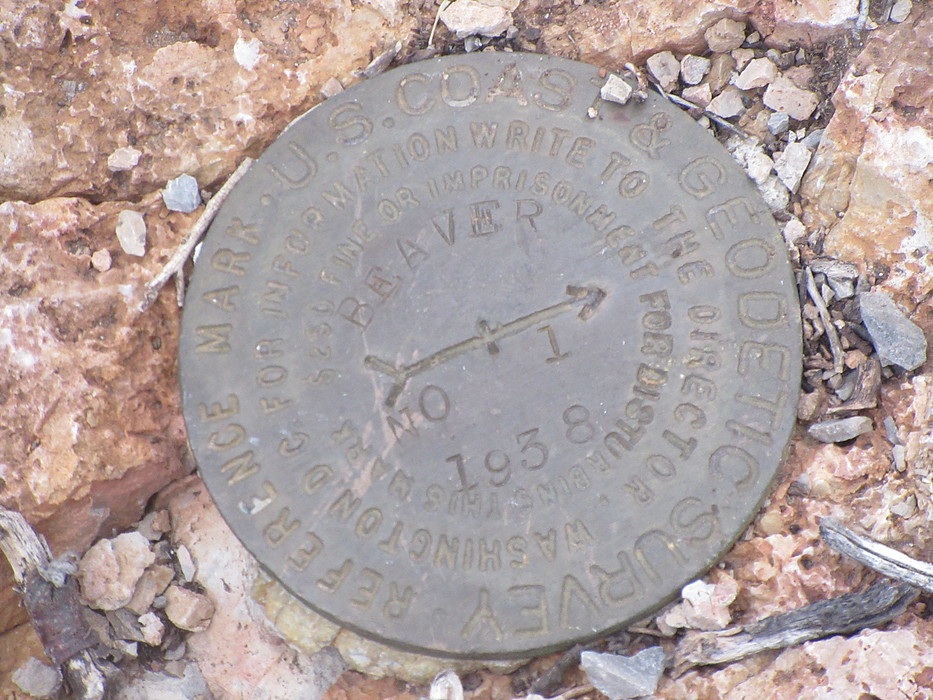 U.S. COAST & GEODETIC SURVEY
REFERENCE MARK
FOR INFORMATION WRITE TO THE DIRECTOR, WASHINGTON D.C.
$250 FINE OR IMPRISONMENT FOR DISTURBING THIS MARK
BEAVER
NO 1
1938